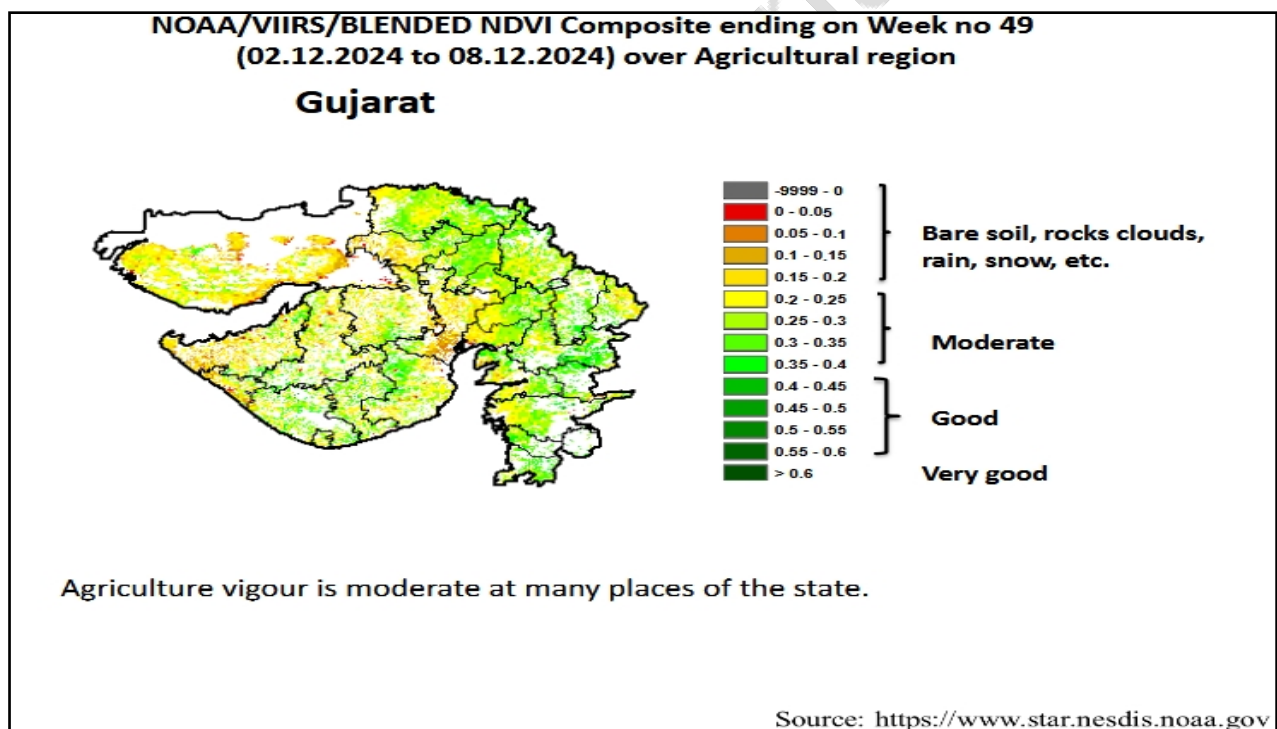 NOAA/VIIRS/BLENDED NDVI Composite ending on Week no 49
(02.12.2024 to 08.12.2024) over Agricultural region
Gujarat
-9999 - 0
0 - 0.05
0.05 - 0.1
0.1 - 0.15
0.15 - 0.2
Bare soil, rocks clouds,
rain, snow, etc.
0.2 - 0.25
0.25 - 0.3
0.3 - 0.35
0.35 - 0.4
Moderate
0.4 - 0.45
0.45 - 0.5
0.5 - 0.55
0.55 - 0.6
Good
> 0.6
Very good
Agriculture vigour is moderate at many places of the state.
Source: https://www.star.nesdis.noaa.gov